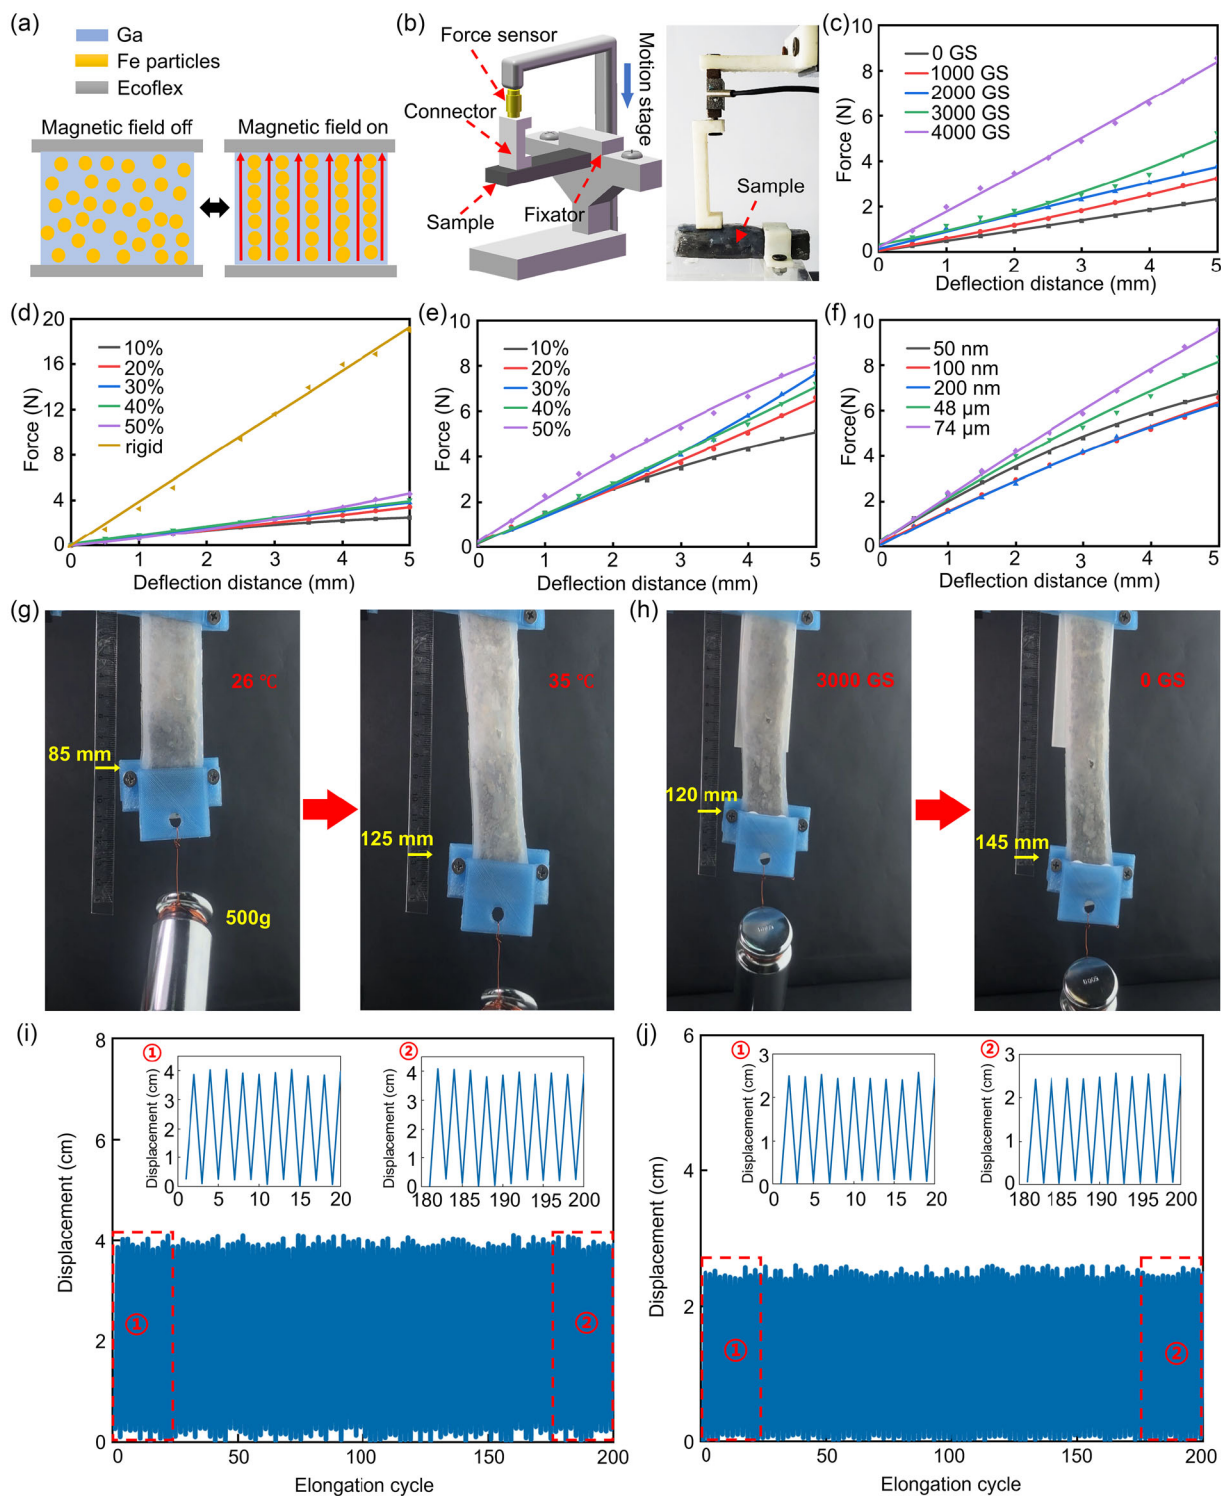 (a)
Ga
Fe particles
Ecoflex
Magnetic field off
Magnetic field on
(b)
Force sensor
Connector
Motion stage
Sample
Fixator
Sample
(c)
0 GS
1000 GS
2000 GS
3000 GS
4000 GS
Force (N)
10
8
6
4
2
0
0 1 2 3 4 5
Deflection distance (mm)
(d)
10%
20%
30%
40%
50%
rigid
Force (N)
20
16
12
8
4
0
0 1 2 3 4 5
Deflection distance (mm)
(e)
10%
20%
30%
40%
50%
Force (N)
10
8
6
4
2
0
0 1 2 3 4 5
Deflection distance (mm)
(f)
50 nm
100 nm
200 nm
48 μm
74 μm
Force(N)
10
8
6
4
2
0
0 1 2 3 4 5
Deflection distance (mm)
(g)
26 ℃
85 mm
500g
35 ℃
125 mm
(h)
3000 GS
120 mm
0 GS
145 mm
(i)
Displacement (cm)
8
6
4
2
0
0 50 100 150 200
Elongation cycle
①
Displacement (cm)
4
3
2
1
0
0 5 10 15 20
②
Displacement (cm)
4
3
2
1
0
180 185 190 195 200
①
②
(j)
Displacement (cm)
6
4
2
0
0 50 100 150 200
Elongation cycle
①
Displacement (cm)
3
2
1
0
0 5 10 15 20
②
Displacement (cm)
3
2
1
0
180 185 190 195 200
①
②